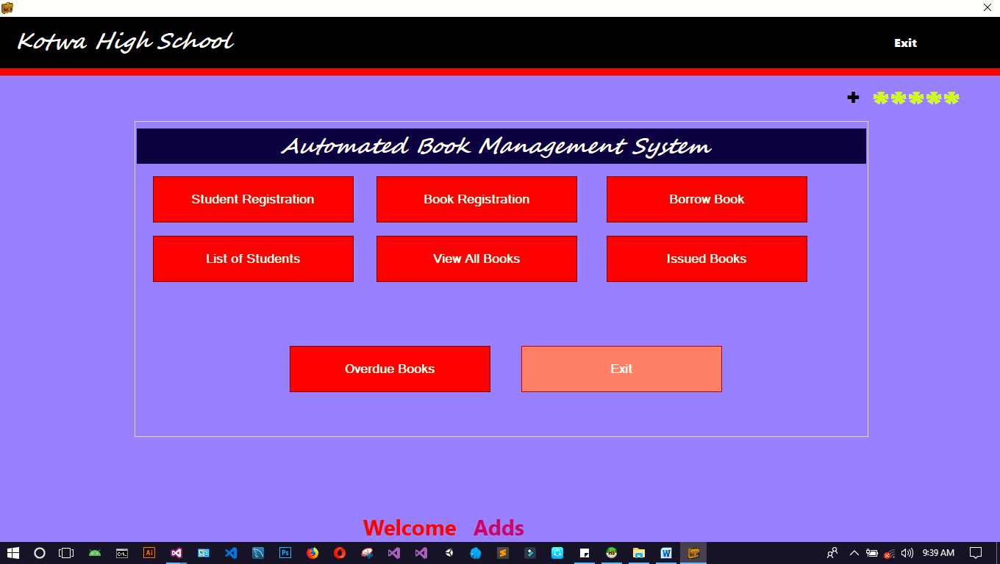 Kotwa High School
Exit
+ *****
Automated Book Management System
Student Registration
Book Registration
Borrow Book
List of Students
View All Books
Issued Books
Overdue Books
Exit
Welcome Adds
9:39 AM